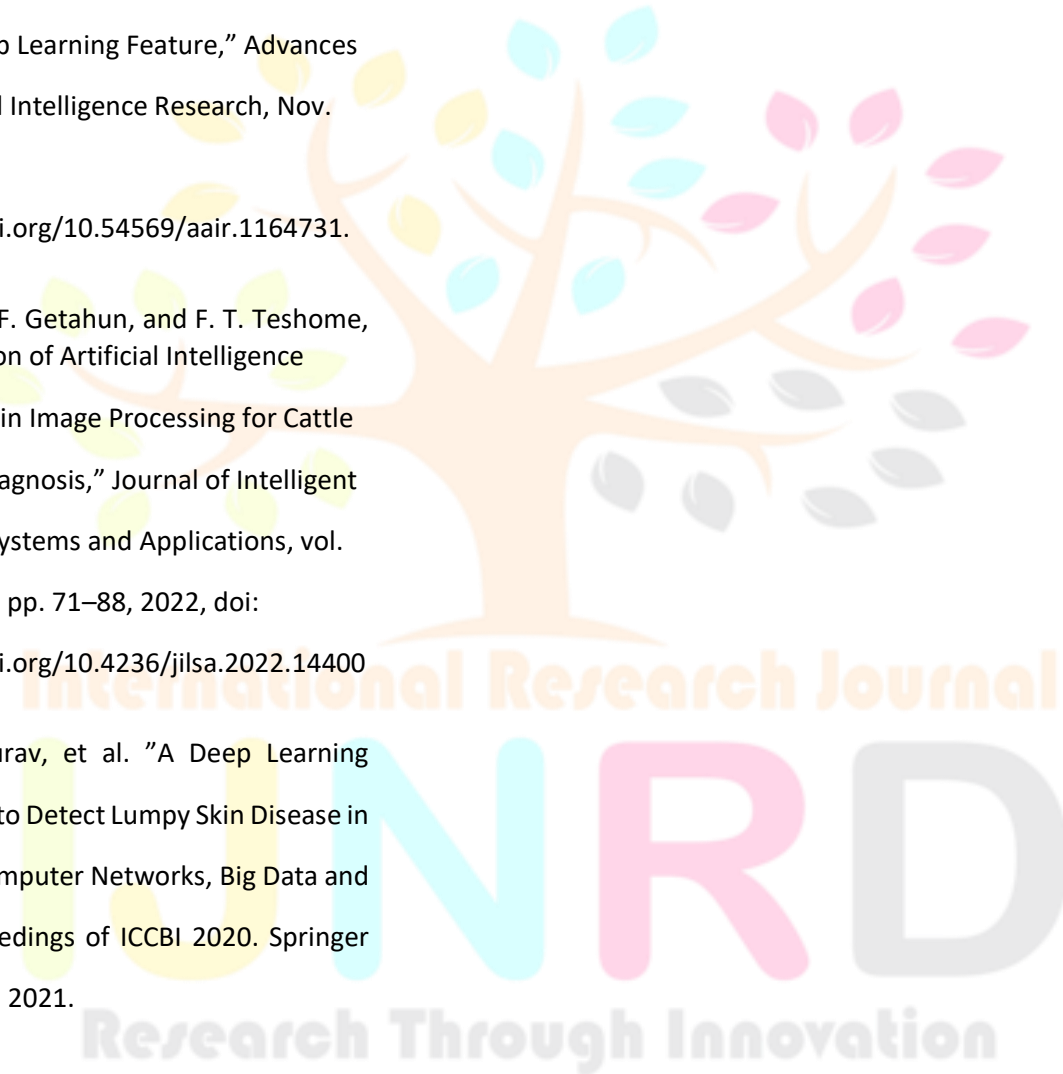 p Learning Feature,” Advances
l Intelligence Research, Nov.
i.org/10.54569/aair.1164731.
F. Getahun, and F. T. Teshome,
on of Artificial Intelligence
in Image Processing for Cattle
agnosis,” Journal of Intelligent
ystems and Applications, vol.
pp. 71–88, 2022, doi:
i.org/10.4236/jilsa.2022.14400
urav, et al. ”A Deep Learning
to Detect Lumpy Skin Disease in
mputer Networks, Big Data and
edings of ICCBI 2020. Springer
2021.
International Research Journal
IJNRD
Research Through Innovation